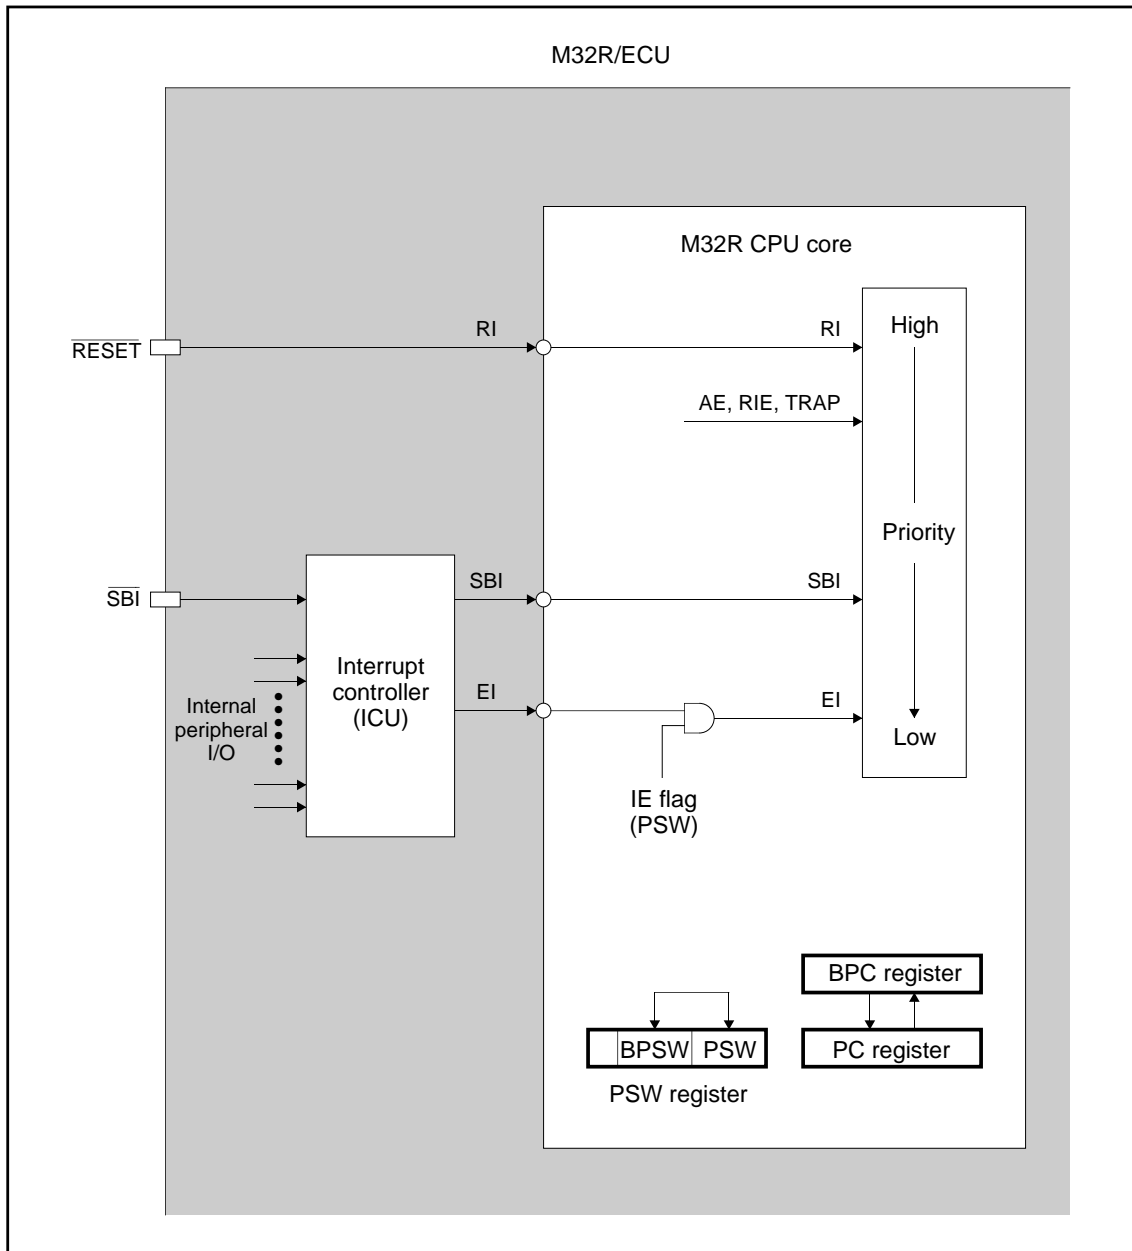 M32R/ECU
M32R CPU core
RESET
RI
RI
High
AE, RIE, TRAP
Priority
SBI
SBI
SBI
Interrupt
controller
(ICU)
Internal
peripheral
I/O
EI
EI
Low
IE flag
(PSW)
BPC register
BPSW
PSW
PC register
PSW register